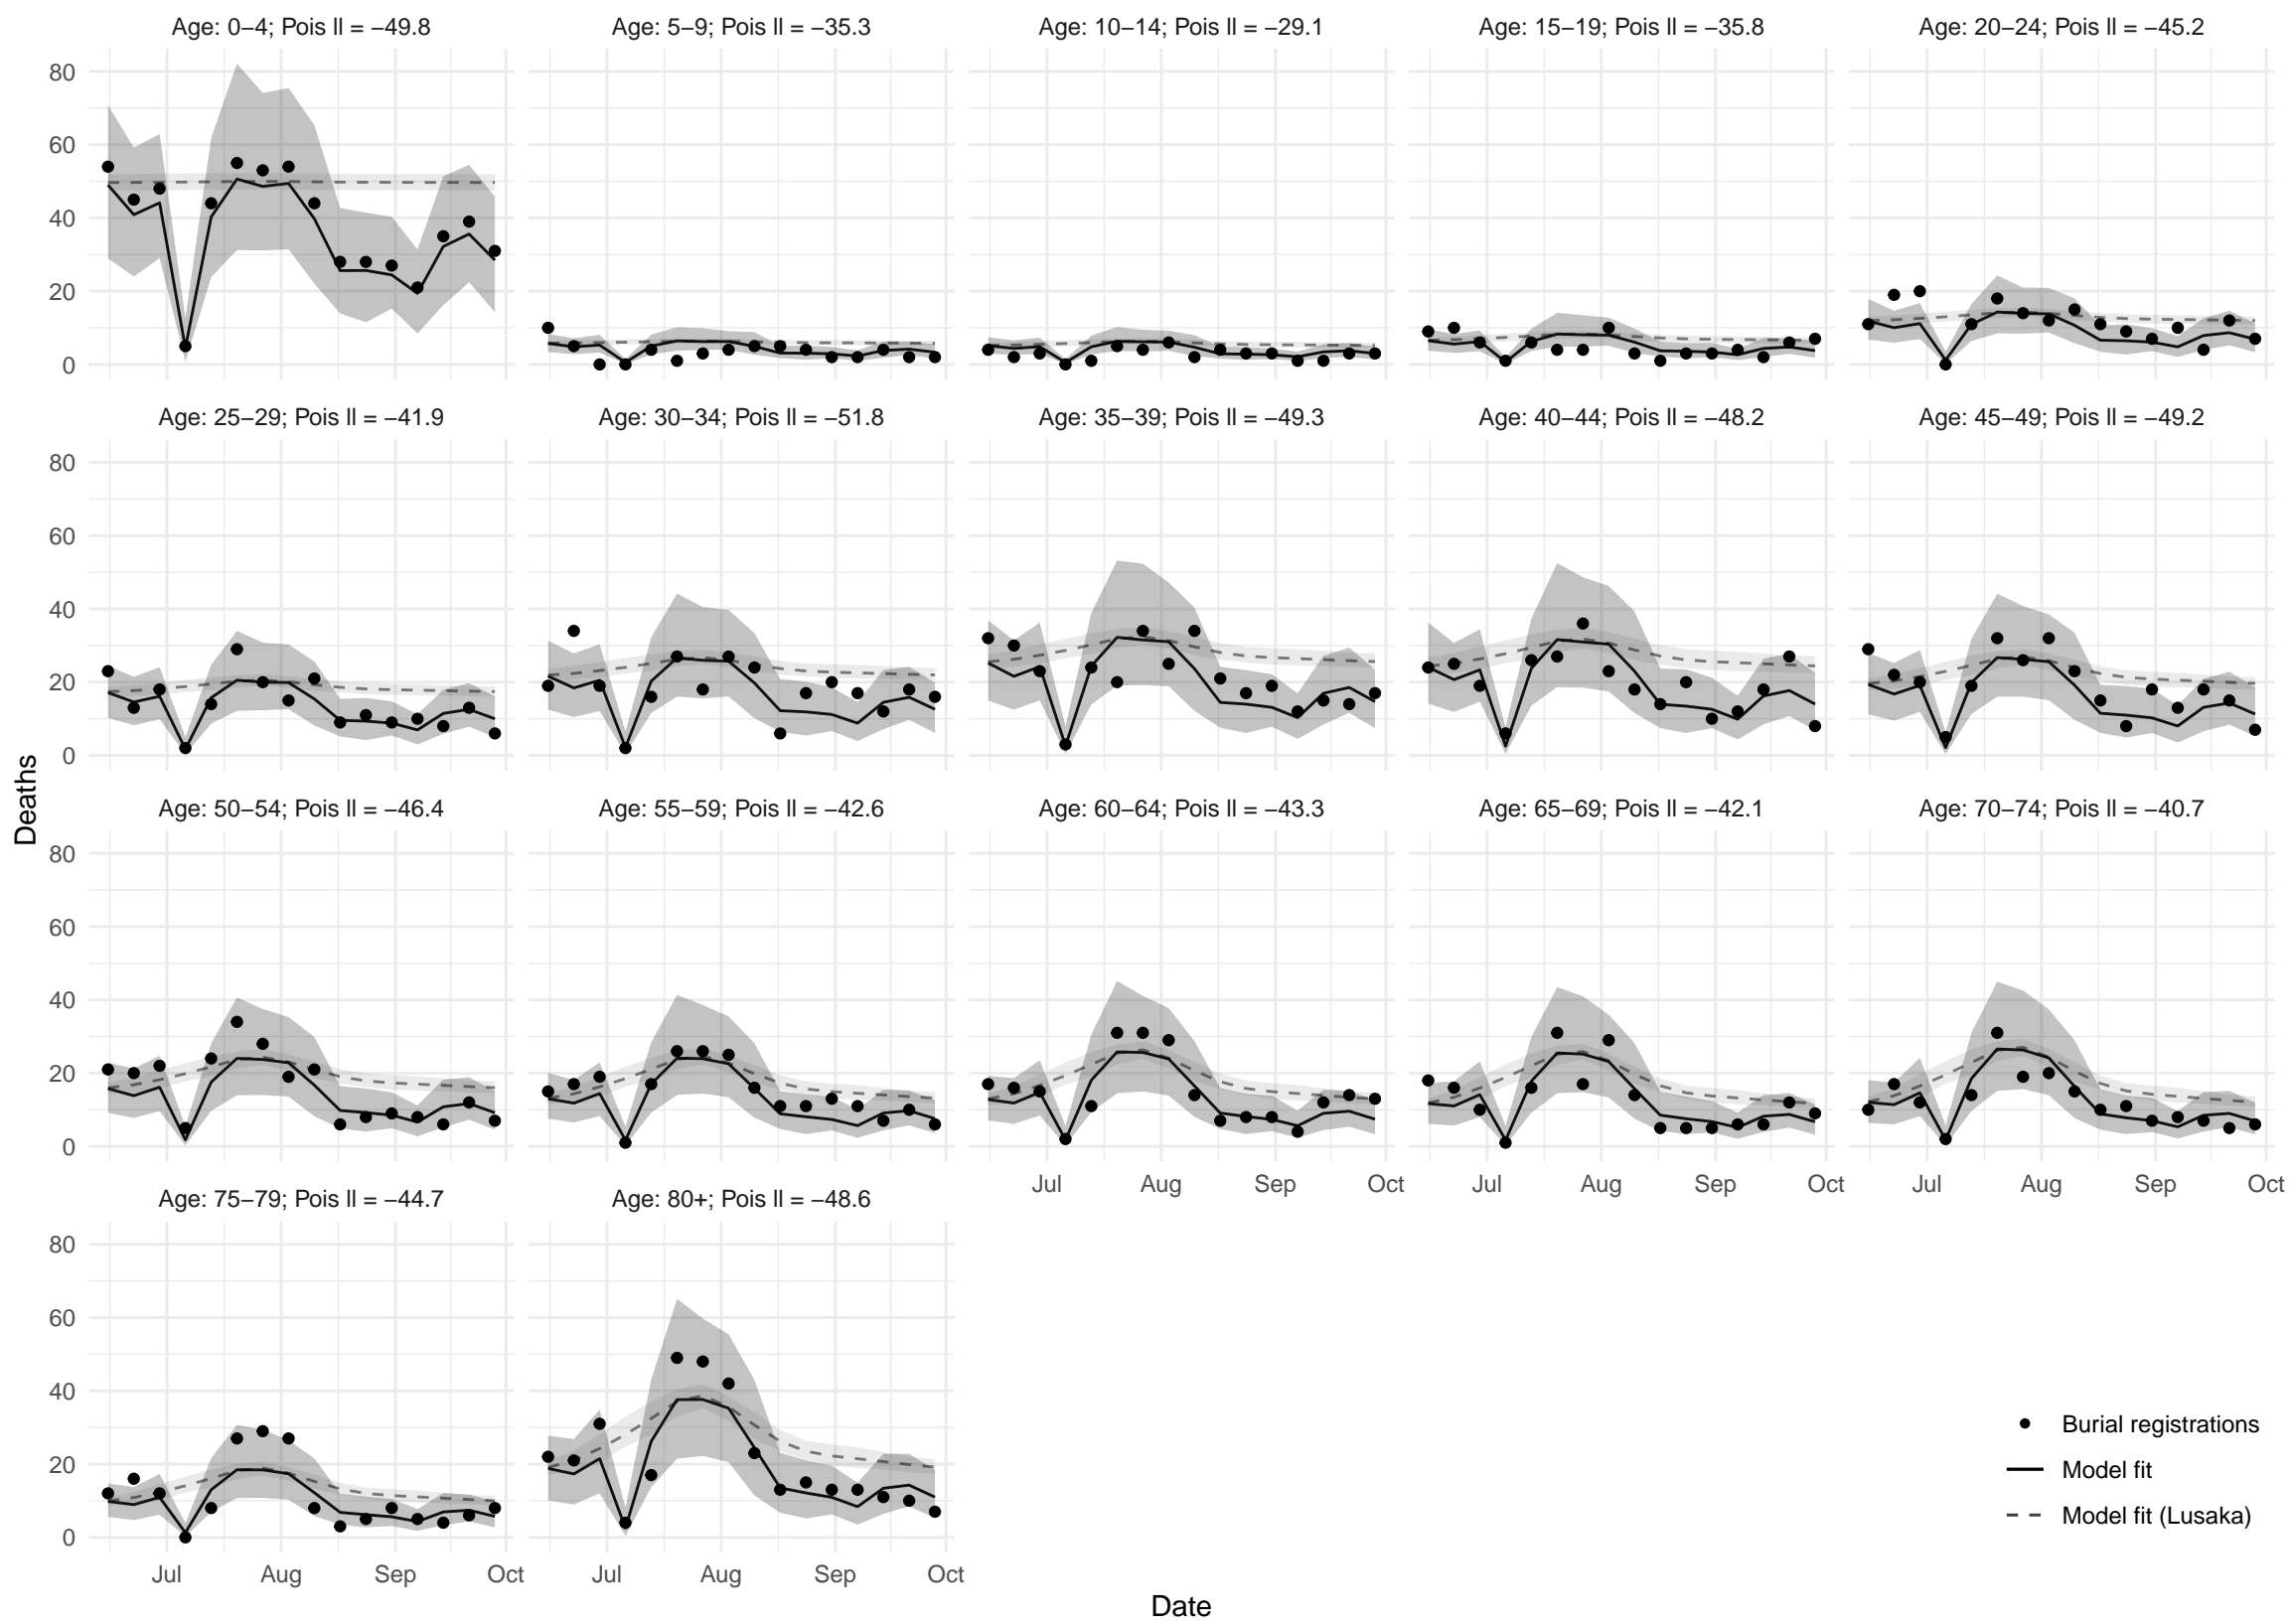 Age: 0−4; Pois ll = −49.8
Age: 5−9; Pois ll = −35.3
Age: 10−14; Pois ll = −29.1
Age: 15−19; Pois ll = −35.8
Age: 20−24; Pois ll = −45.2
80
60
40
20
0
Age: 25−29; Pois ll = −41.9
Age: 30−34; Pois ll = −51.8
Age: 35−39; Pois ll = −49.3
Age: 40−44; Pois ll = −48.2
Age: 45−49; Pois ll = −49.2
80
60
40
20
0
Deaths
Age: 50−54; Pois ll = −46.4
Age: 55−59; Pois ll = −42.6
Age: 60−64; Pois ll = −43.3
Age: 65−69; Pois ll = −42.1
Age: 70−74; Pois ll = −40.7
80
60
40
20
0
Jul Aug Sep Oct
Jul Aug Sep Oct
Jul Aug Sep Oct
Age: 75−79; Pois ll = −44.7
Age: 80+; Pois ll = −48.6
80
60
40
20
0
Jul Aug Sep Oct
Jul Aug Sep Oct
Burial registrations
Model fit
Model fit (Lusaka)
Date